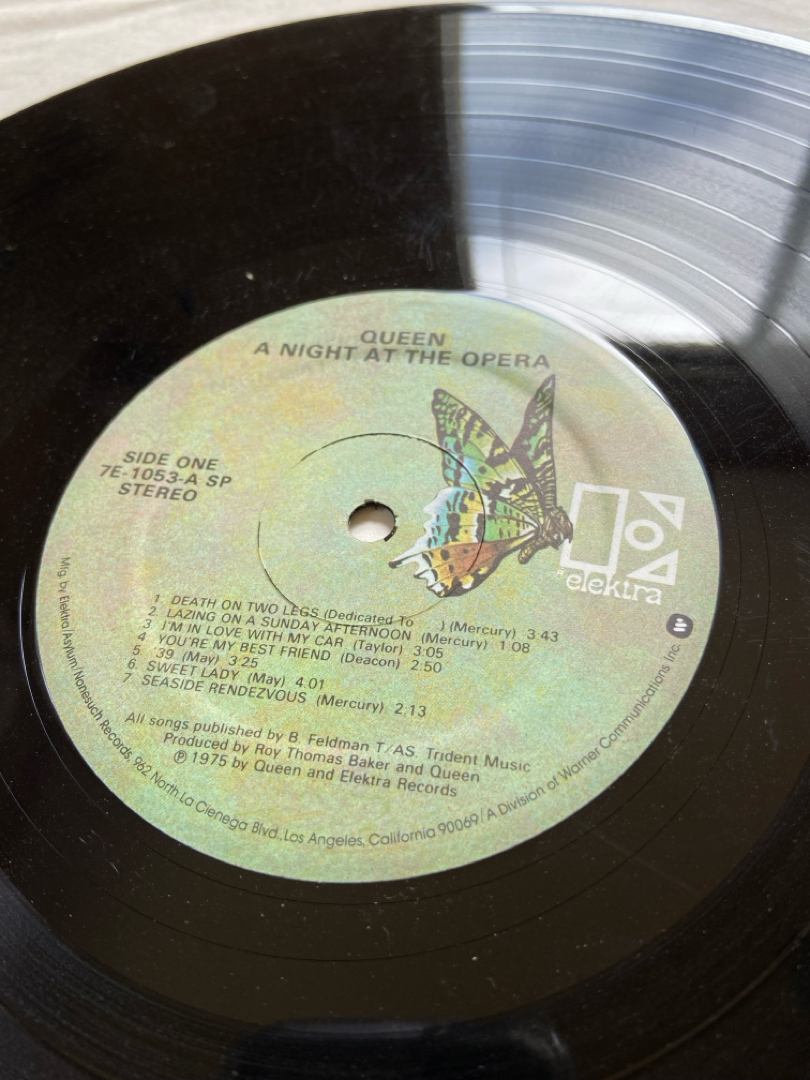 QUEEN
A NIGHT AT THE OPERA
SIDE ONE
7E-1053-A SP
STEREO
elektra
1. DEATH ON TWO LEGS (Dedicated To ) (Mercury) 3:43
2 LAZING ON A SUNDAY AFTERNOON (Mercury) 1:08
3 I'M IN LOVE WITH MY CAR (Taylor) 3:05
4 YOU'RE MY BEST FRIEND (Deacon) 2:50
5 '39 (May) 3:25
6. SWEET LADY (May) 4:01
7 SEASIDE RENDEZVOUS (Mercury) 2:13
All songs published by B. Feldman T/AS. Trident Music
Produced by Roy Thomas Baker and Queen
℗ 1975 by Queen and Elektra Records
Mfg. by Elektra/Asylum/Nonesuch Records, 962 North La Cienega Blvd., Los Angeles, California 90069/A Division of Warner Communications Inc.